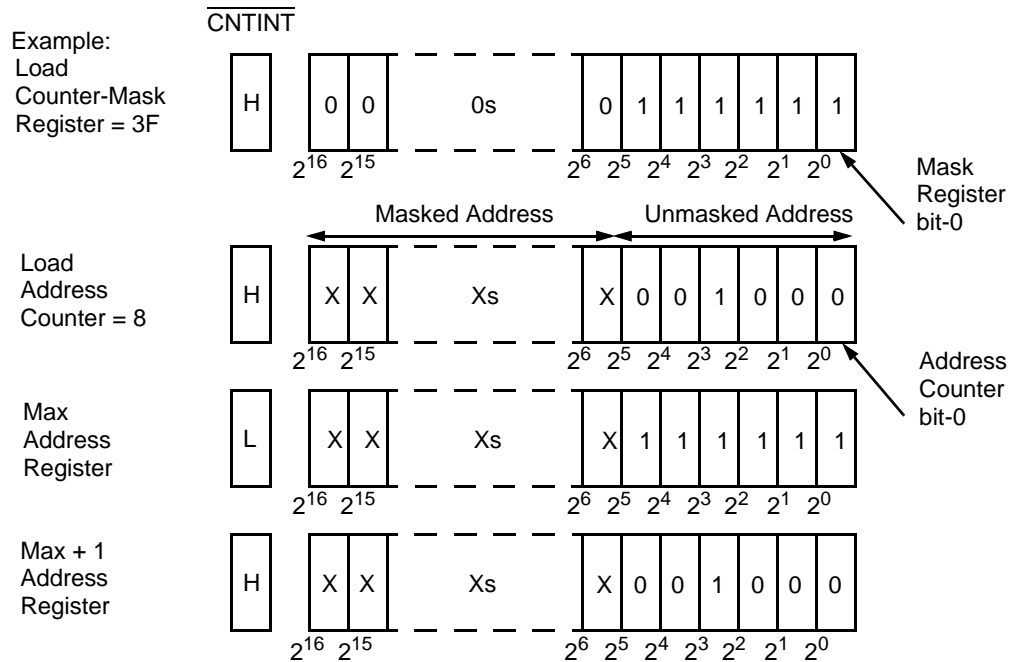 CNTINT
Example:
Load
Counter-Mask
Register = 3F
H
0 0 0s 0 1 1 1 1 1 1
2^16 2^15 2^6 2^5 2^4 2^3 2^2 2^1 2^0
Mask
Register
bit-0
Masked Address Unmasked Address
Load
Address
Counter = 8
H
X X Xs X 0 0 1 0 0 0
2^16 2^15 2^6 2^5 2^4 2^3 2^2 2^1 2^0
Address
Counter
bit-0
Max
Address
Register
L
X X Xs X 1 1 1 1 1 1
2^16 2^15 2^6 2^5 2^4 2^3 2^2 2^1 2^0
Max + 1
Address
Register
H
X X Xs X 0 0 1 0 0 0
2^16 2^15 2^6 2^5 2^4 2^3 2^2 2^1 2^0